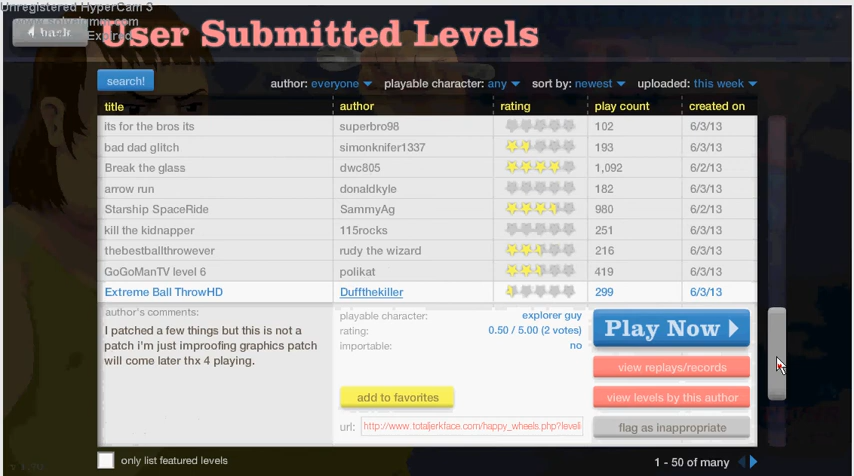 Unregistered HyperCam 3
back
User Submitted Levels
search!
author: everyone playable character: any sort by: newest uploaded: this week
title author rating play count created on
its for the bros its superbro98 102 6/3/13
bad dad glitch simonknifer1337 193 6/3/13
Break the glass dwc805 1,092 6/2/13
arrow run donaldkyle 182 6/3/13
Starship SpaceRide SammyAg 980 6/2/13
kill the kidnapper 115rocks 251 6/3/13
thebestballthrowever rudy the wizard 216 6/3/13
GoGoManTV level 6 polikat 419 6/3/13
Extreme Ball ThrowHD Duffthekiller 299 6/3/13
author's comments:
I patched a few things but this is not a
patch i'm just improofing graphics patch
will come later thx 4 playing.
playable character: explorer guy
rating: 0.50 / 5.00 (2 votes)
importable: no
add to favorites
url: http://www.totaljerkface.com/happy_wheels.php?leveli
Play Now
view replays/records
view levels by this author
flag as inappropriate
only list featured levels
1 - 50 of many